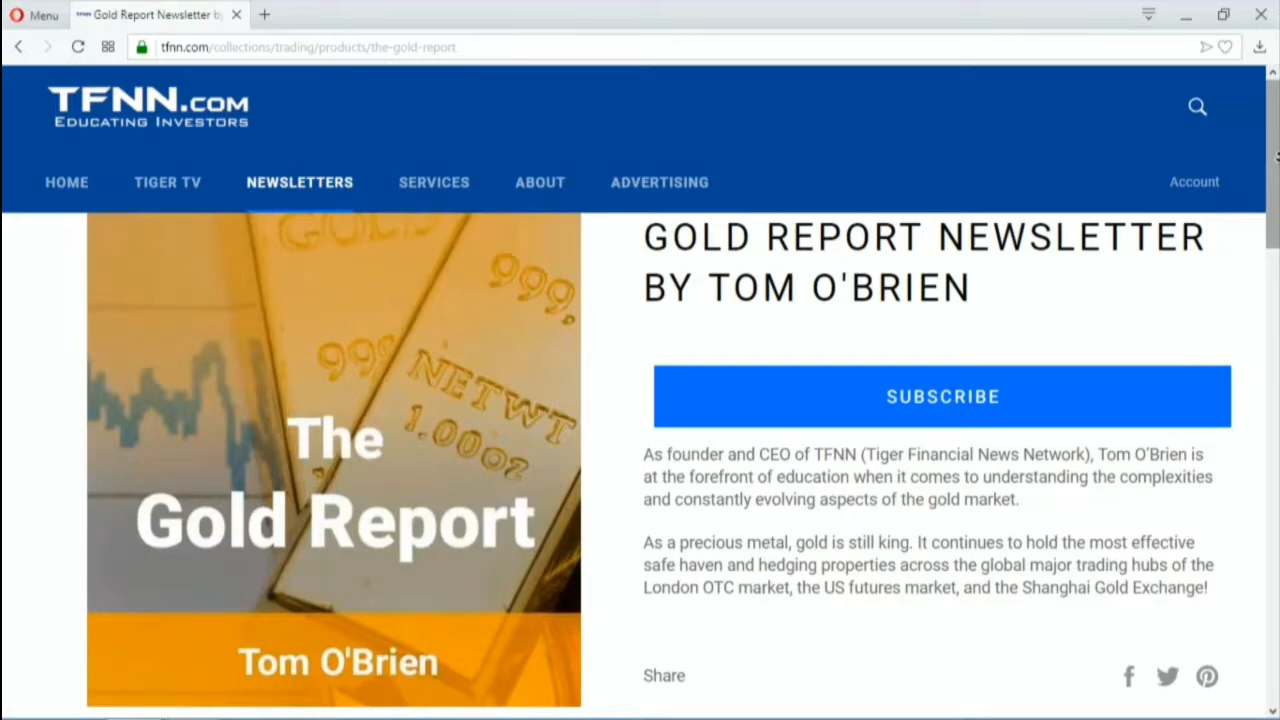 Menu
Gold Report Newsletter b
tfnn.com/collections/trading/products/the-gold-report
TFNN.COM
EDUCATING INVESTORS
HOME TIGER TV NEWSLETTERS SERVICES ABOUT ADVERTISING Account
GOLD
999.
999
NETWT
1.00oz
The
Gold Report
Tom O'Brien
GOLD REPORT NEWSLETTER
BY TOM O'BRIEN
SUBSCRIBE
As founder and CEO of TFNN (Tiger Financial News Network), Tom O'Brien is
at the forefront of education when it comes to understanding the complexities
and constantly evolving aspects of the gold market.
As a precious metal, gold is still king. It continues to hold the most effective
safe haven and hedging properties across the global major trading hubs of the
London OTC market, the US futures market, and the Shanghai Gold Exchange!
Share